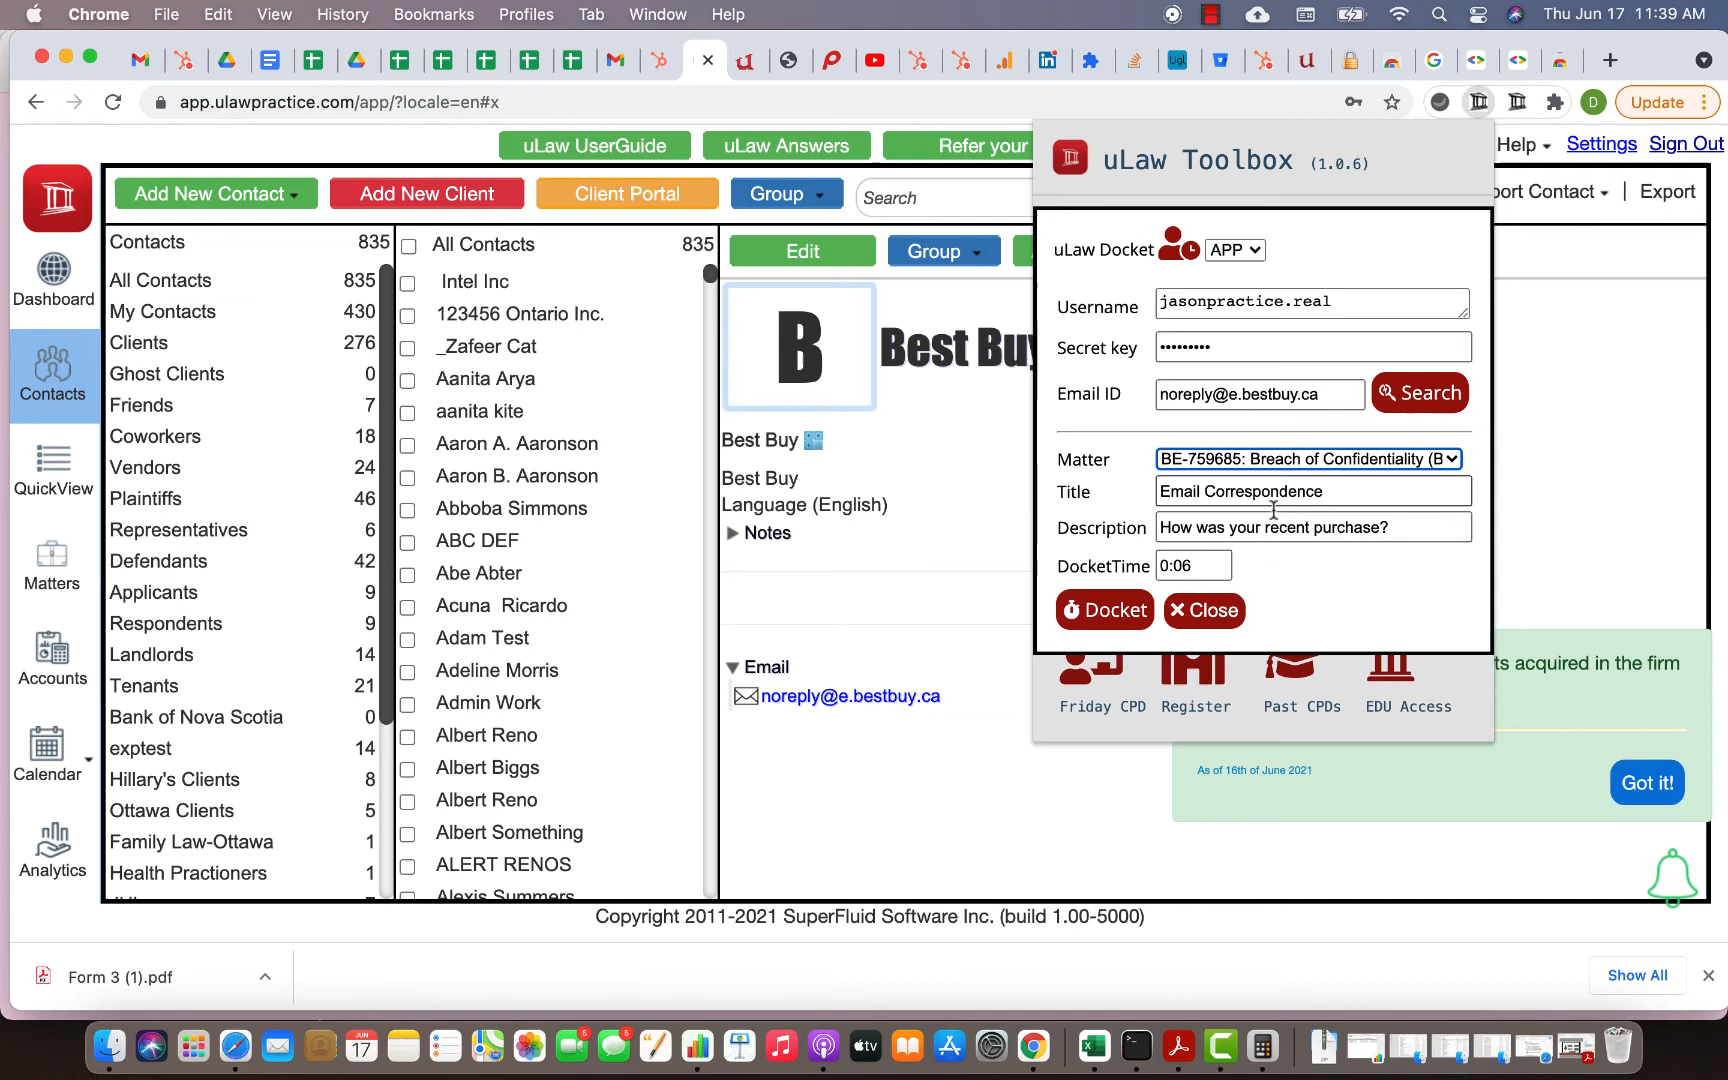 Chrome File Edit View History Bookmarks Profiles Tab Window Help Thu Jun 17 11:39 AM
app.ulawpractice.com/app/?locale=en#x D Update
uLaw UserGuide uLaw Answers Refer your Help Settings Sign Out
Add New Contact Add New Client Client Portal Group Search port Contact | Export
Dashboard
Contacts
QuickView
Matters
Accounts
Calendar
Analytics
Contacts 835
All Contacts 835
My Contacts 430
Clients 276
Ghost Clients 0
Friends 7
Coworkers 18
Vendors 24
Plaintiffs 46
Representatives 6
Defendants 42
Applicants 9
Respondents 9
Landlords 14
Tenants 21
Bank of Nova Scotia 0
exptest 14
Hillary's Clients 8
Ottawa Clients 5
Family Law-Ottawa 1
Health Practioners 1
All Contacts 835
Intel Inc
123456 Ontario Inc.
_Zafeer Cat
Aanita Arya
aanita kite
Aaron A. Aaronson
Aaron B. Aaronson
Abboba Simmons
ABC DEF
Abe Abter
Acuna Ricardo
Adam Test
Adeline Morris
Admin Work
Albert Reno
Albert Biggs
Albert Reno
Albert Something
ALERT RENOS
Alexis Summers
Edit Group
B Best Buy
Best Buy
Best Buy
Language (English)
Notes
Email
noreply@e.bestbuy.ca
uLaw Toolbox (1.0.6)
uLaw Docket APP
Username jasonpractice.real
Secret key •••••••••
Email ID noreply@e.bestbuy.ca Search
Matter BE-759685: Breach of Confidentiality (B
Title Email Correspondence
Description How was your recent purchase?
DocketTime 0:06
Docket Close
Friday CPD Register Past CPDs EDU Access
ts acquired in the firm
As of 16th of June 2021
Got it!
Copyright 2011-2021 SuperFluid Software Inc. (build 1.00-5000)
Form 3 (1).pdf Show All
JUN
17
5
5
tv